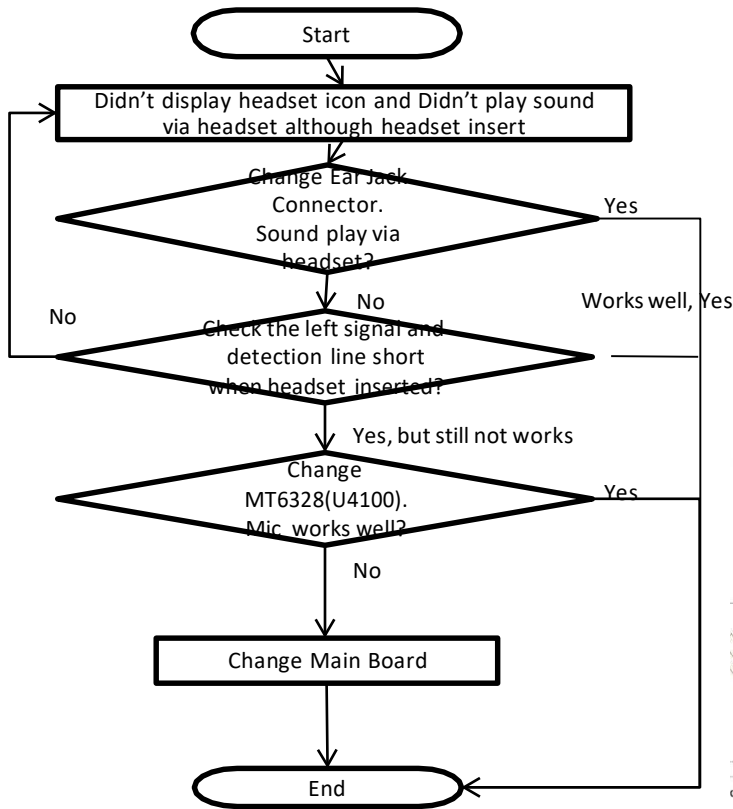 Start
Didn't display headset icon and Didn't play sound
via headset although headset insert
Change Ear Jack
Connector.
Sound play via
headset?
Yes
No
Works well, Yes
No
Check the left signal and
detection line short
when headset inserted?
Yes, but still not works
Change
MT6328(U4100).
Mic works well?
Yes
No
Change Main Board
End